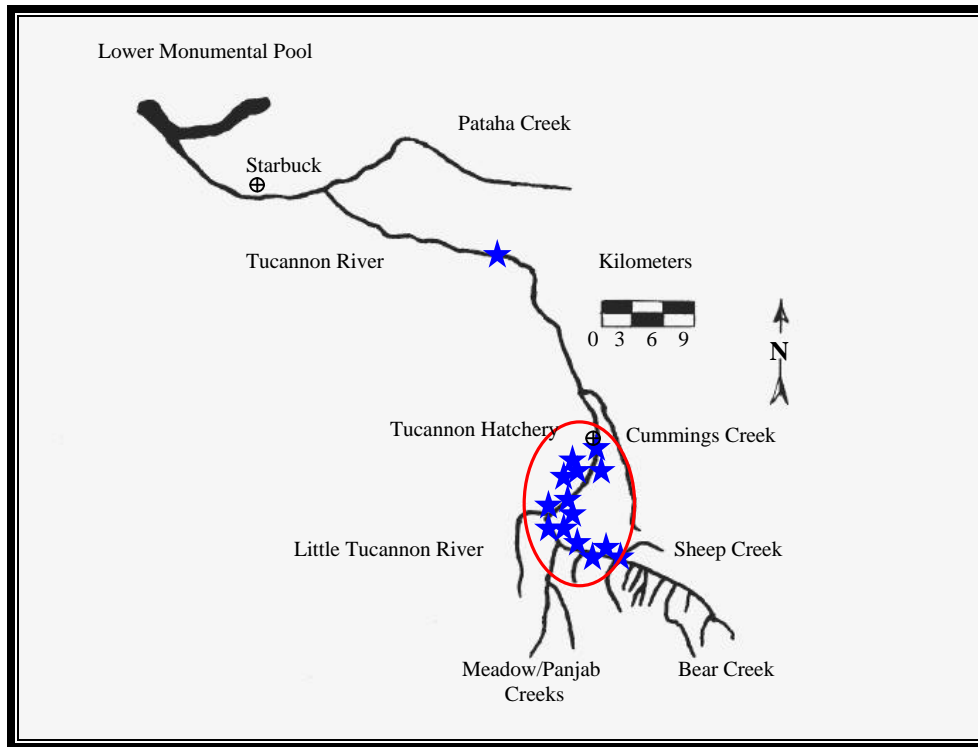 Lower Monumental Pool
Pataha Creek
Starbuck
Tucannon River
Kilometers
0 3 6 9
N
Tucannon Hatchery
Cummings Creek
Little Tucannon River
Sheep Creek
Meadow/Panjab
Creeks
Bear Creek